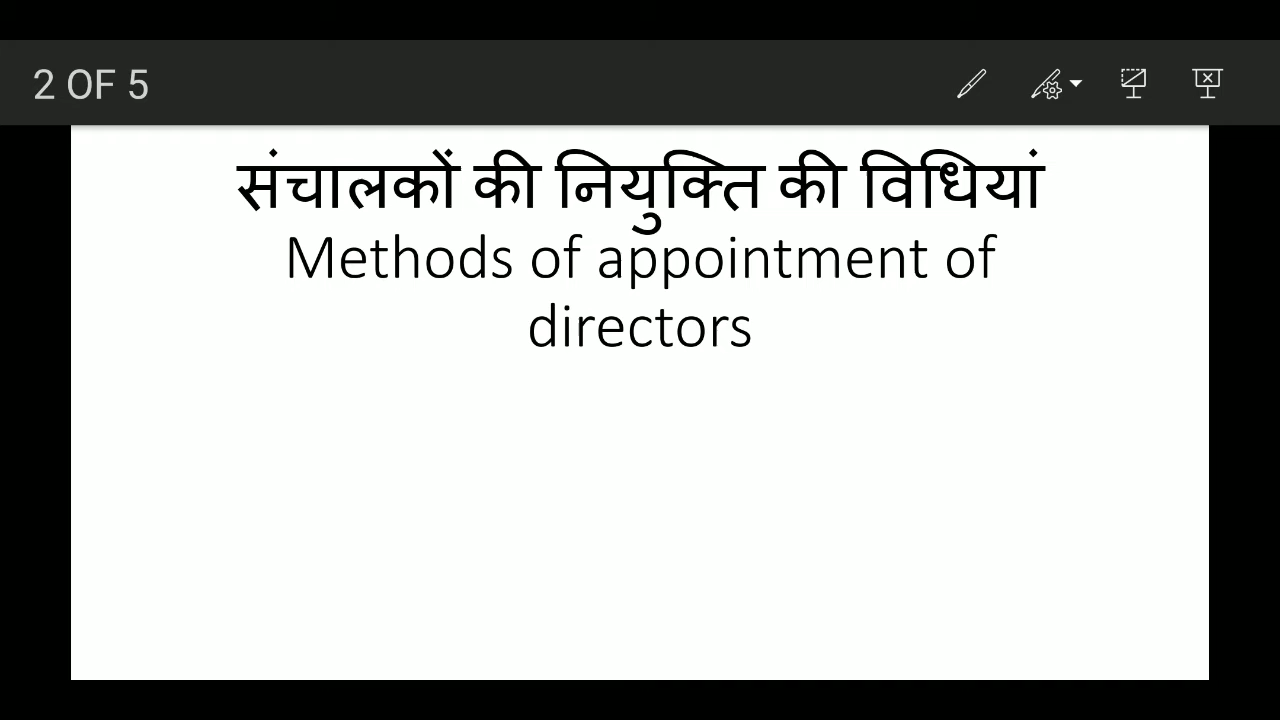 2 OF 5
संचालकों की नियुक्ति की विधियां
Methods of appointment of
directors